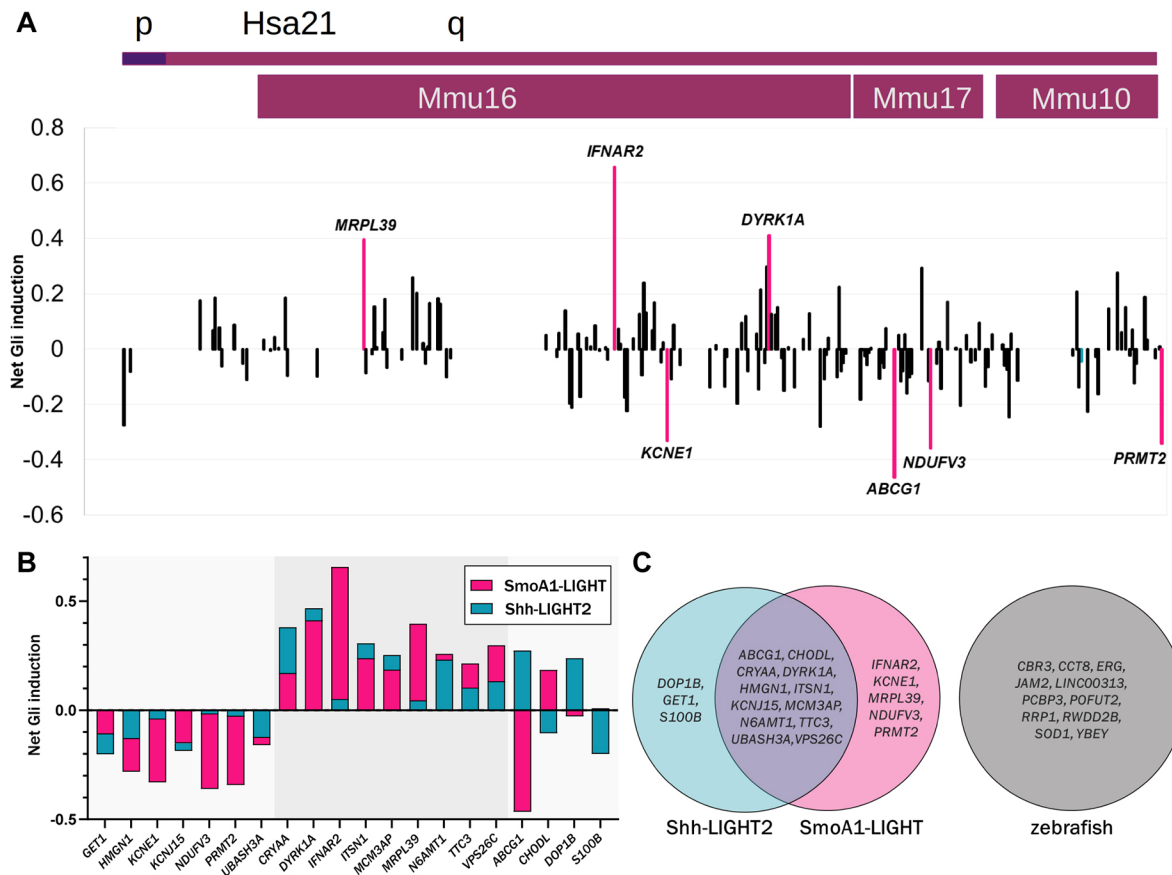 A
p Hsa21 q
Mmu16 Mmu17 Mmu10
Net Gli induction
0.8
0.6
0.4
0.2
0
-0.2
-0.4
-0.6
IFNAR2
MRPL39
DYRK1A
KCNE1
NDUFV3
PRMT2
ABCG1
B
Net Gli induction
0.5
0.0
-0.5
SmoA1-LIGHT
Shh-LIGHT2
GET1
HMGN1
KCNE1
KCNJ15
NDUFV3
PRMT2
UBASH3A
CRYAA
DYRK1A
IFNAR2
ITSN1
MCM3AP
MRPL39
N6AMT1
TTC3
VPS26C
ABCG1
CHODL
DOP1B
S100B
C
DOP1B,
GET1,
S100B
ABCG1, CHODL,
CRYAA, DYRK1A,
HMGN1, ITSN1,
KCNJ15, MCM3AP,
N6AMT1, TTC3,
UBASH3A,VPS26C
IFNAR2,
KCNE1,
MRPL39,
NDUFV3,
PRMT2
CBR3, CCT8, ERG,
JAM2, LINC00313,
PCBP3, POFUT2,
RRP1, RWDD2B,
SOD1, YBEY
Shh-LIGHT2 SmoA1-LIGHT zebrafish